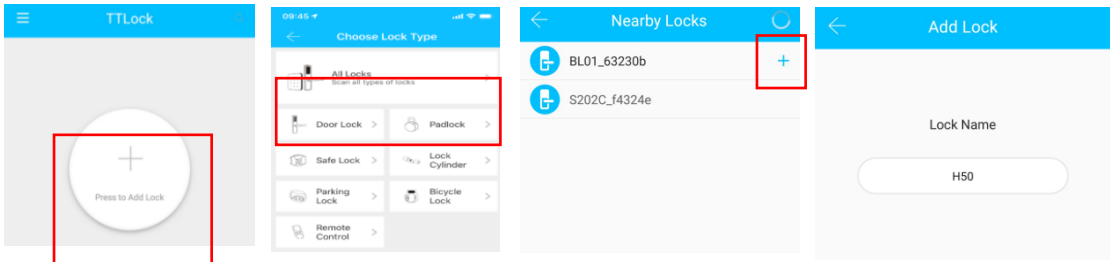 TTLock
Press to Add Lock
09:45
Choose Lock Type
All Locks
Scan all types of locks
Door Lock
Padlock
Safe Lock
Lock
Cylinder
Parking
Lock
Bicycle
Lock
Remote
Control
Nearby Locks
BL01_63230b
S202C_f4324e
Add Lock
Lock Name
H50